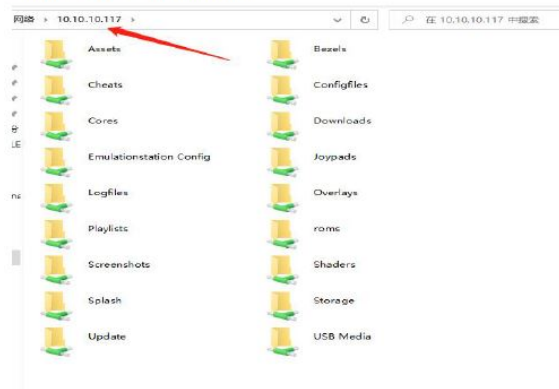 网络 › 10.10.10.117 ›
在 10.10.10.117 中搜索
Assets
Bezels
Cheats
Configfiles
Cores
Downloads
Emulationstation Config
Joypads
Logfiles
Overlays
Playlists
roms
Screenshots
Shaders
Splash
Storage
Update
USB Media